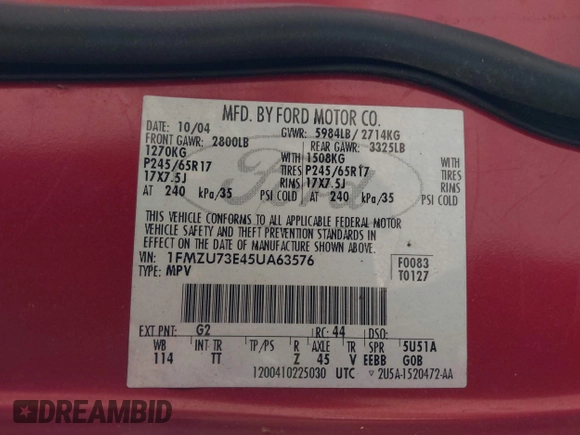 MFD. BY FORD MOTOR CO.
DATE: 10/04 GVWR: 5984LB/2714KG
FRONT GAWR: 2800LB REAR GAWR: 3325LB
1270KG WITH 1508KG WITH
P245/65R17 TIRES P245/65R17 TIRES
17X7.5J RIMS 17X7.5J RIMS
AT 240 kPa/35 PSI COLD AT 240 kPa/35 PSI COLD
THIS VEHICLE CONFORMS TO ALL APPLICABLE FEDERAL MOTOR
VEHICLE SAFETY AND THEFT PREVENTION STANDARDS IN
EFFECT ON THE DATE OF MANUFACTURE SHOWN ABOVE.
VIN: 1FMZU73E45UA63576 F0083
TYPE: MPV T0127
Ford
EXT PNT: G2 RC: 44 DSO:
WB INT TR TP/PS R AXLE TR SPR 5U51A
114 TT Z 45 V EEBB GOB
1200410225030 UTC 2U5A-1520472-AA
DREAMBID